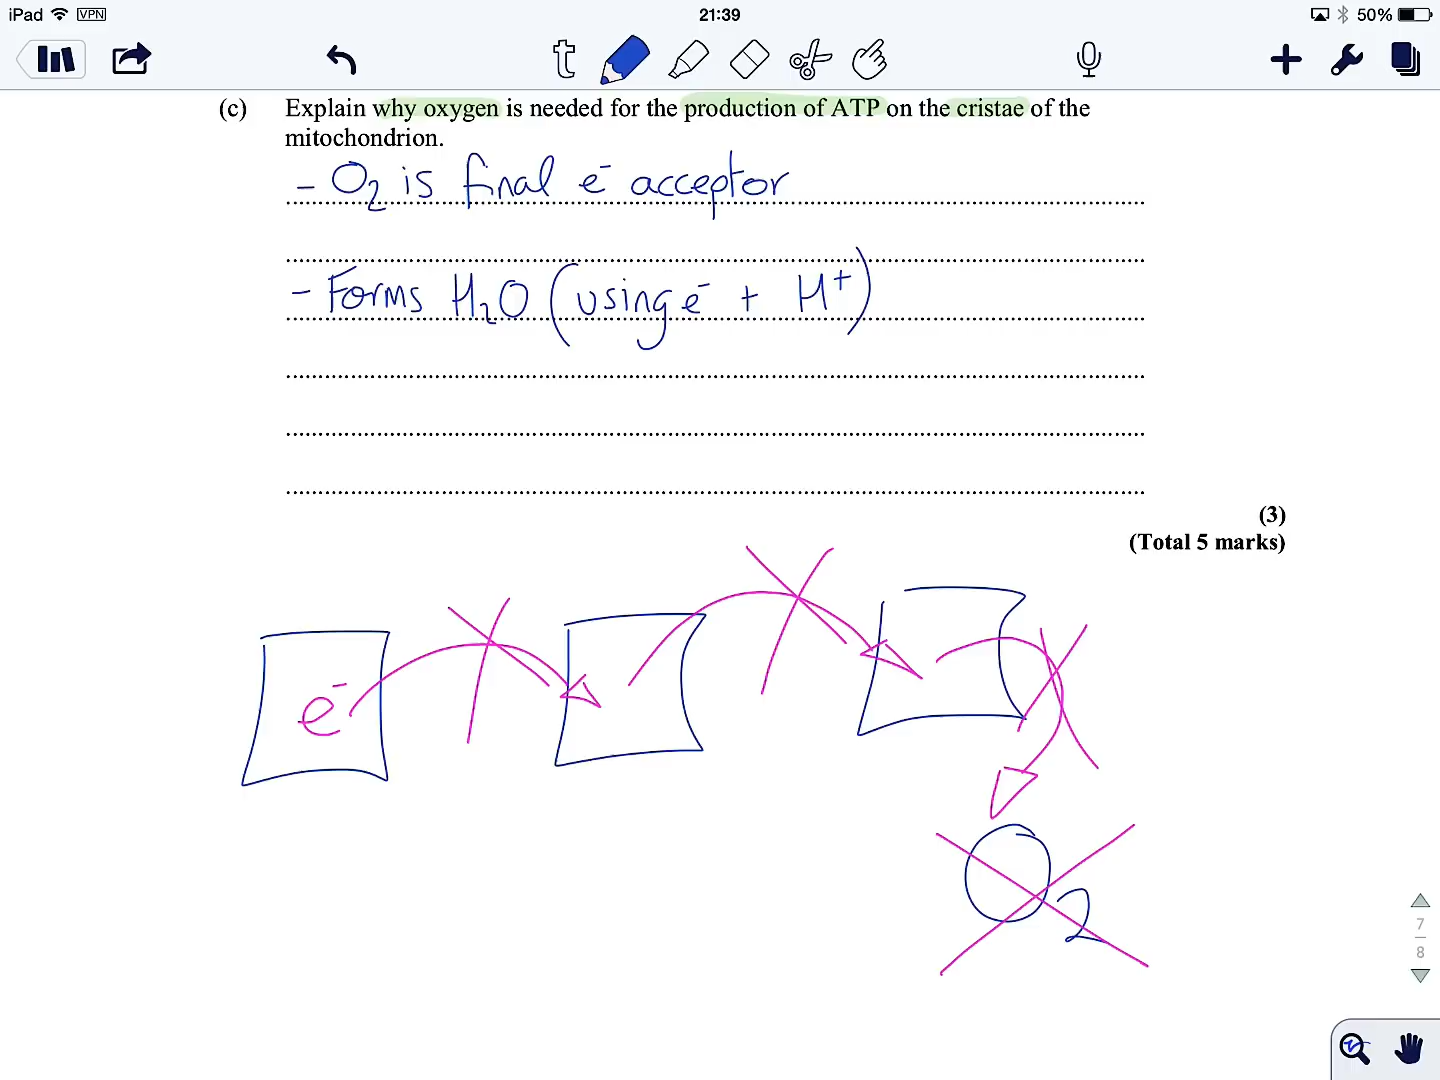 iPad VPN 21:39 50%
t
(c) Explain why oxygen is needed for the production of ATP on the cristae of the
mitochondrion.
- O2 is final e- acceptor
- Forms H2O (using e- + H+)
(3)
(Total 5 marks)
e-
O2
7
8